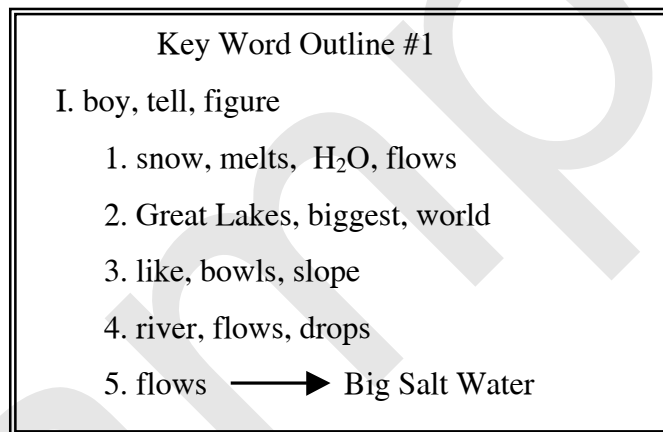 Key Word Outline #1
I. boy, tell, figure
1. snow, melts, H₂O, flows
2. Great Lakes, biggest, world
3. like, bowls, slope
4. river, flows, drops
5. flows ⟶ Big Salt Water